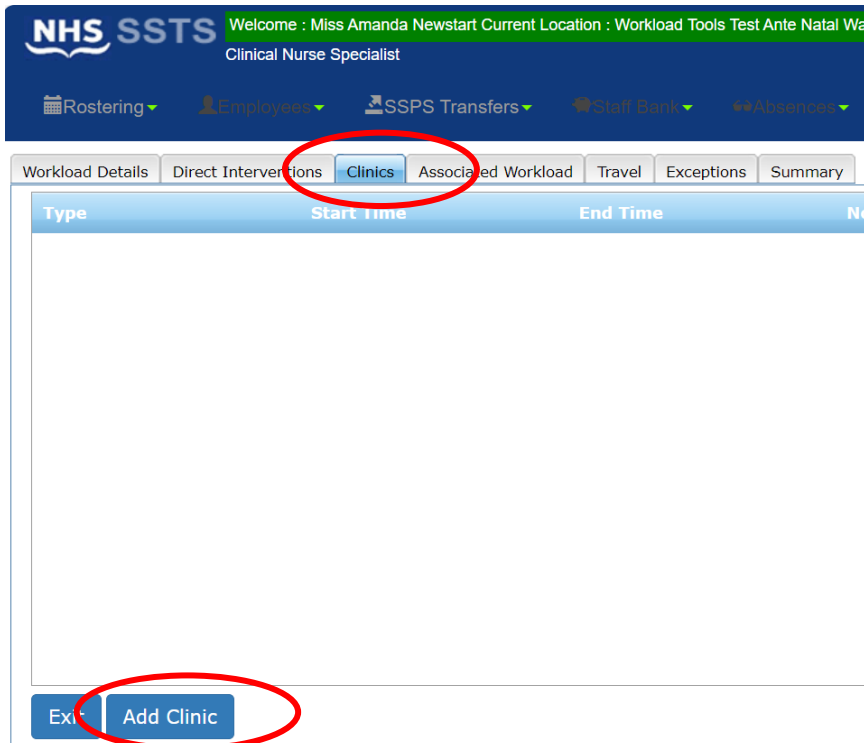 NHS SSTS
Welcome : Miss Amanda Newstart Current Location : Workload Tools Test Ante Natal Wa
Clinical Nurse Specialist
Rostering Employees SSPS Transfers Staff Bank Absences
Workload Details Direct Interventions Clinics Associated Workload Travel Exceptions Summary
Type Start Time End Time
Exit Add Clinic